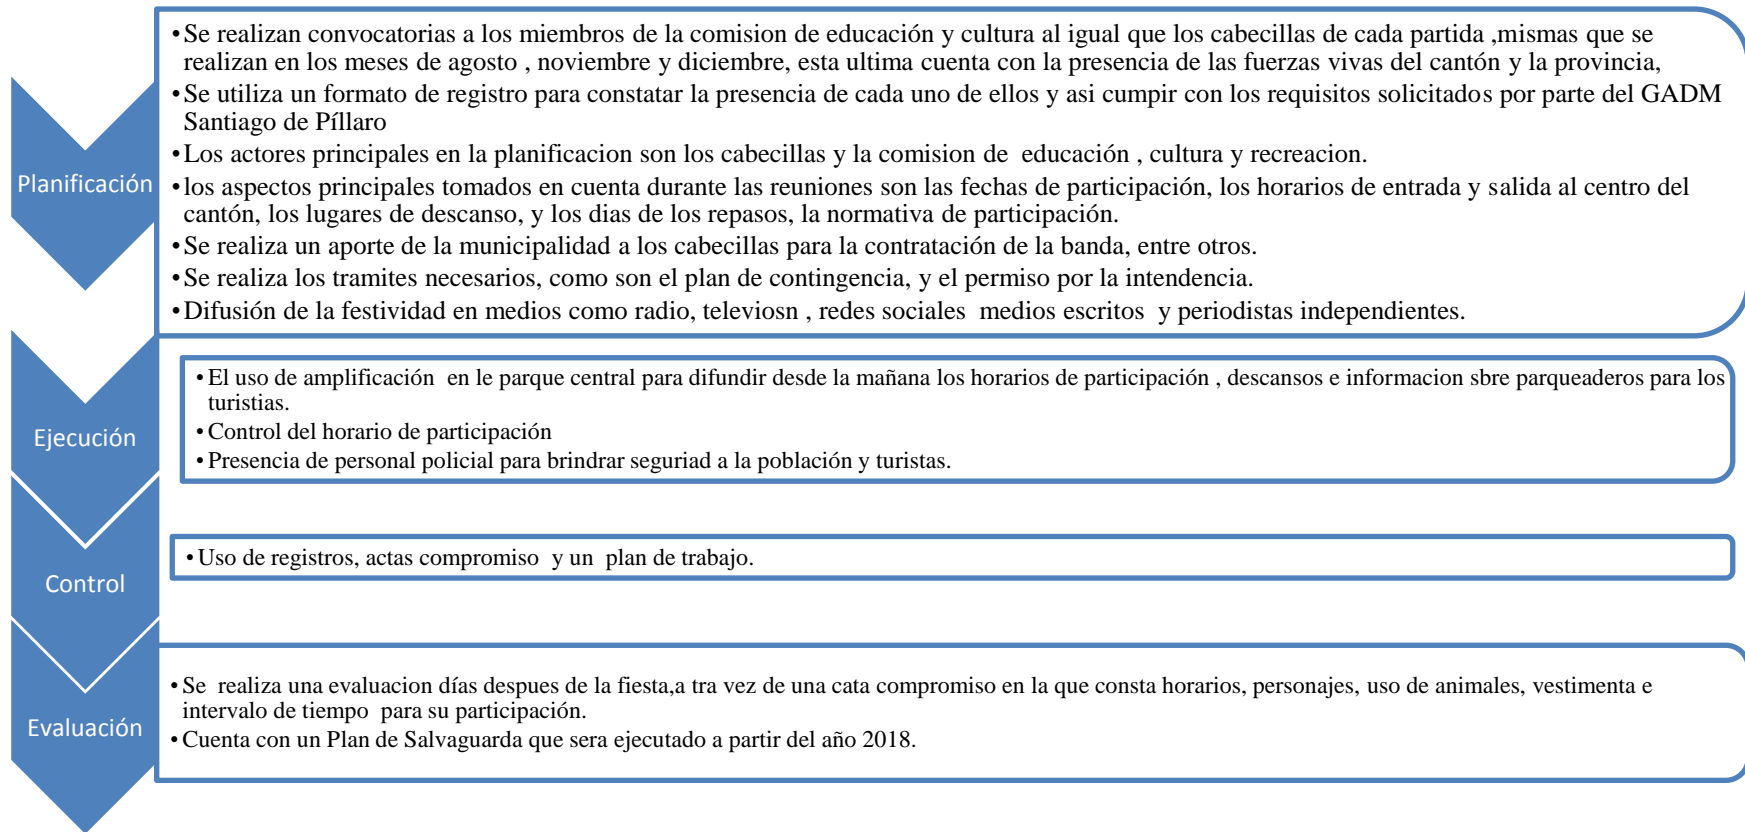 Planificación
•Se realizan convocatorias a los miembros de la comision de educación y cultura al igual que los cabecillas de cada partida ,mismas que se
realizan en los meses de agosto , noviembre y diciembre, esta ultima cuenta con la presencia de las fuerzas vivas del cantón y la provincia,
•Se utiliza un formato de registro para constatar la presencia de cada uno de ellos y asi cumpir con los requisitos solicitados por parte del GADM
Santiago de Píllaro
•Los actores principales en la planificacion son los cabecillas y la comision de educación , cultura y recreacion.
•los aspectos principales tomados en cuenta durante las reuniones son las fechas de participación, los horarios de entrada y salida al centro del
cantón, los lugares de descanso, y los dias de los repasos, la normativa de participación.
•Se realiza un aporte de la municipalidad a los cabecillas para la contratación de la banda, entre otros.
•Se realiza los tramites necesarios, como son el plan de contingencia, y el permiso por la intendencia.
•Difusión de la festividad en medios como radio, televiosn , redes sociales medios escritos y periodistas independientes.
Ejecución
•El uso de amplificación en le parque central para difundir desde la mañana los horarios de participación , descansos e informacion sbre parqueaderos para los
turistias.
•Control del horario de participación
•Presencia de personal policial para brindrar seguriad a la población y turistas.
Control
•Uso de registros, actas compromiso y un plan de trabajo.
Evaluación
•Se realiza una evaluacion días despues de la fiesta,a tra vez de una cata compromiso en la que consta horarios, personajes, uso de animales, vestimenta e
intervalo de tiempo para su participación.
•Cuenta con un Plan de Salvaguarda que sera ejecutado a partir del año 2018.